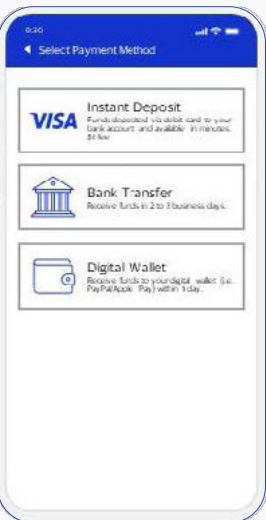 Select Payment Method
VISA
Instant Deposit
Funds deposited via debit card to your
bank account and available in minutes.
Bank Transfer
Receive funds in 2 to 3 business days.
Digital Wallet
Receive funds to your digital wallet (i.e.
PayPal/Apple Pay) within 1 day.